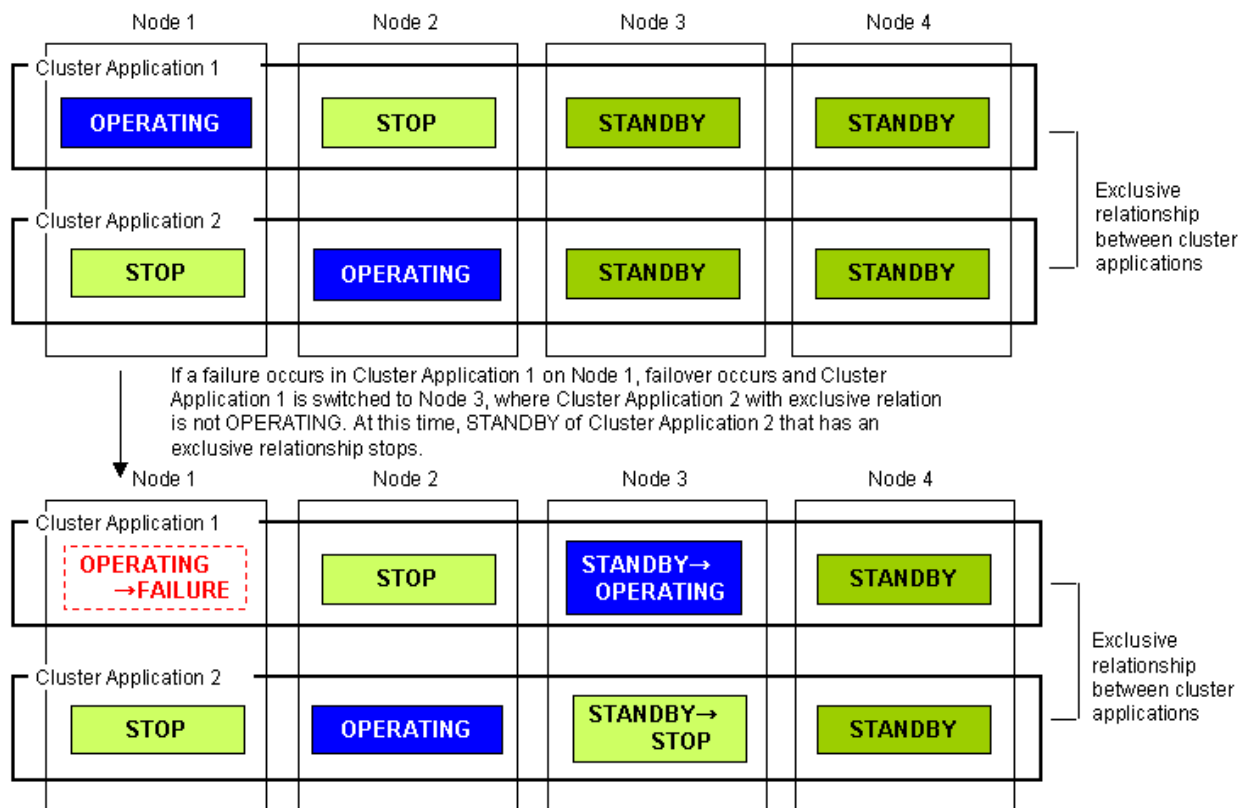 Node 1
Node 2
Node 3
Node 4
Cluster Application 1
OPERATING
STOP
STANDBY
STANDBY
Cluster Application 2
STOP
OPERATING
STANDBY
STANDBY
Exclusive
relationship
between cluster
applications
If a failure occurs in Cluster Application 1 on Node 1, failover occurs and Cluster
Application 1 is switched to Node 3, where Cluster Application 2 with exclusive relation
is not OPERATING. At this time, STANDBY of Cluster Application 2 that has an
exclusive relationship stops.
Node 1
Node 2
Node 3
Node 4
Cluster Application 1
OPERATING
→FAILURE
STOP
STANDBY→
OPERATING
STANDBY
Cluster Application 2
STOP
OPERATING
STANDBY→
STOP
STANDBY
Exclusive
relationship
between cluster
applications